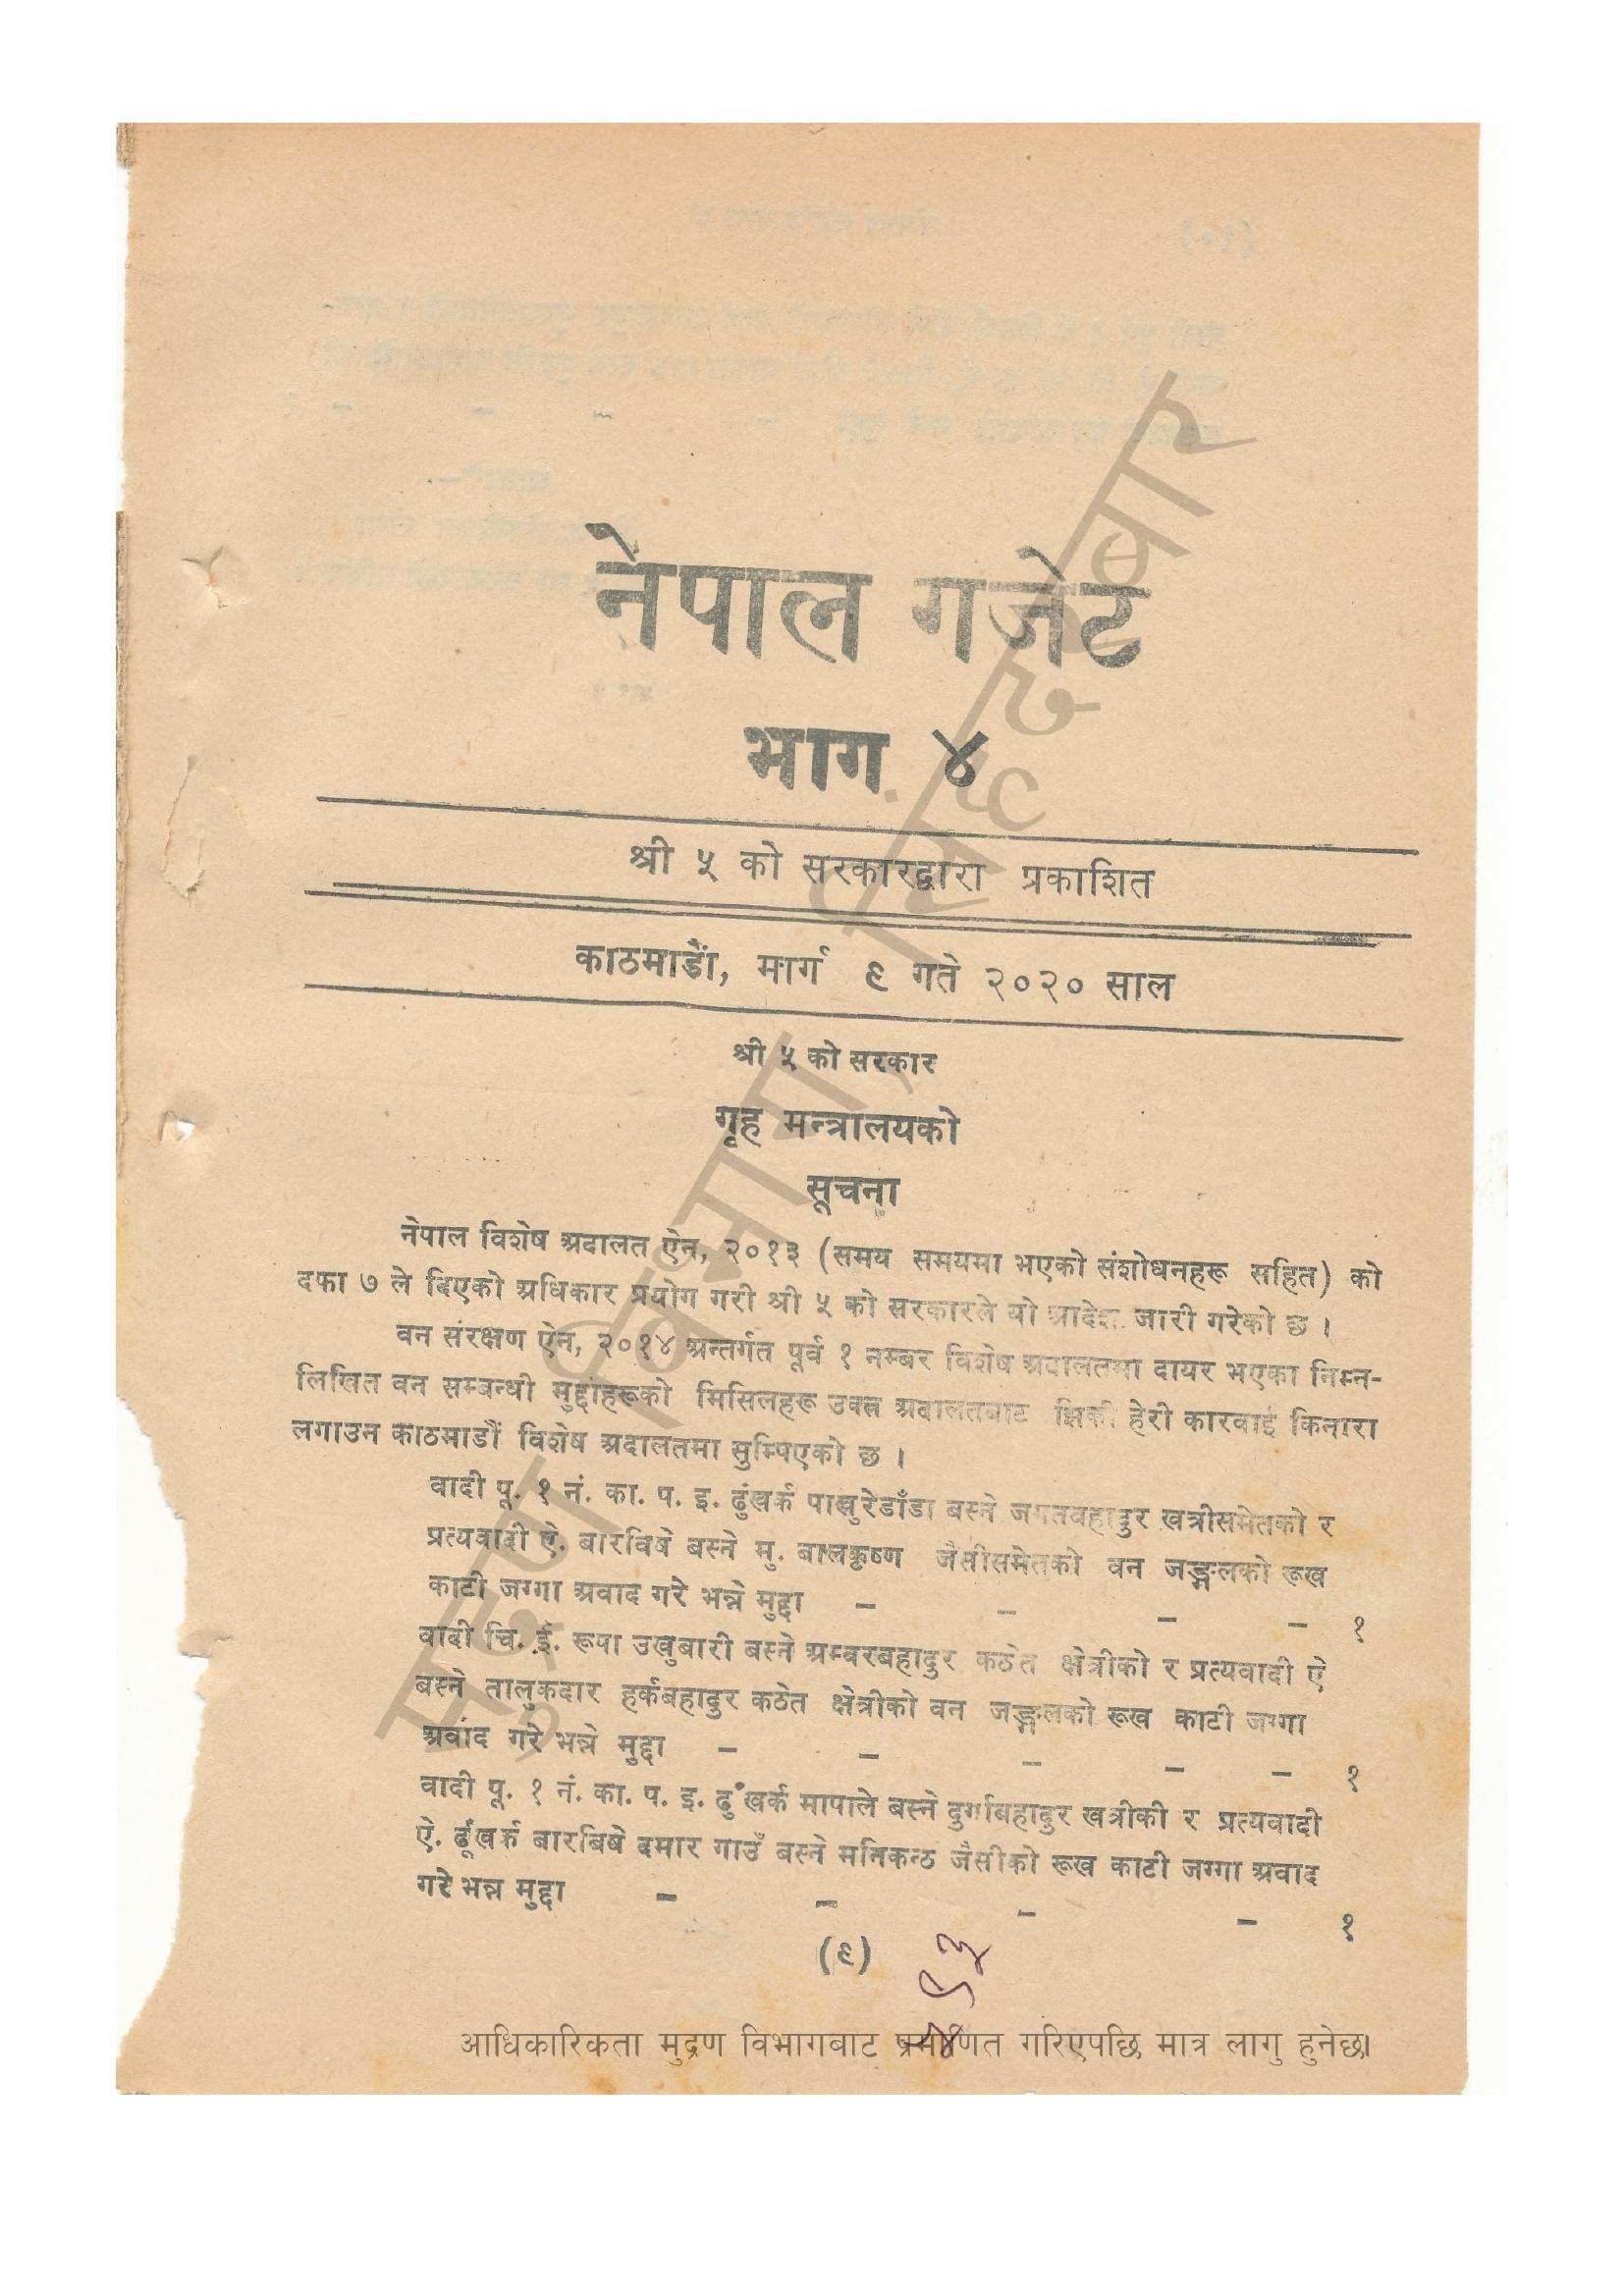 नेपाल गजेट
भाग ४
श्री ५ को सरकारद्वारा प्रकाशित
काठमाडौं, मार्ग ९ गते २०२० साल
श्री ५ को सरकार
गृह मन्त्रालयको
सूचना
नेपाल विशेष अदालत ऐन, २०१३ (समय समयमा भएको संशोधनहरू सहित) को
दफा ७ ले दिएको अधिकार प्रयोग गरी श्री ५ को सरकारले यो आदेश जारी गरेको छ ।
वन संरक्षण ऐन, २०१४ अन्तर्गत पूर्व १ नम्बर विशेष अदालतमा दायर भएका निम्न-
लिखित वन सम्बन्धी मुद्दाहरूको मिसिलहरू उक्त अदालतबाट झिकी हेरी कारवाई किनारा
लगाउन काठमाडौं विशेष अदालतमा सुम्पिएको छ ।
वादी पू. १ नं. का. प. इ. ढुंखर्क पाखुरेडाँडा बस्ने जगतबहादुर खत्रीसमेतको र
प्रत्यवादी ऐ. बारविषे बस्ने मु. बालकृष्ण जैसीसमेतको वन जङ्गलको रूख
काटी जग्गा अवाद गरे भन्ने मुद्दा – – – – १
वादी चि. ई. रूपा उखुबारी बस्ने अम्वरबहादुर कठेत क्षेत्रीको र प्रत्यवादी ऐ
बस्ने तालुकदार हर्कबहादुर कठेत क्षेत्रीको वन जङ्गलको रूख काटी जग्गा
अवाद गरे भन्ने मुद्दा – – – – – १
वादी पू. १ नं. का. प. इ. ढुंखर्क मापाले बस्ने दुर्गाबहादुर खत्रीकी र प्रत्यवादी
ऐ. ढूंखर्क बारबिषे दमार गाउँ बस्ने मनिकन्ठ जैसीको रूख काटी जग्गा अवाद
गरे भन्न मुद्दा – – – – १
(९)
आधिकारिकता मुद्रण विभागबाट प्रमाणित गरिएपछि मात्र लागु हुनेछ।
मुद्रण विभाग, सिंहदरबार